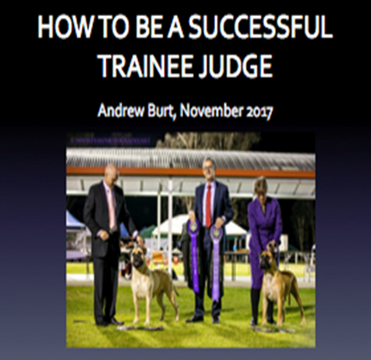 HOW TO BE A SUCCESSFUL
TRAINEE JUDGE
Andrew Burt, November 2017